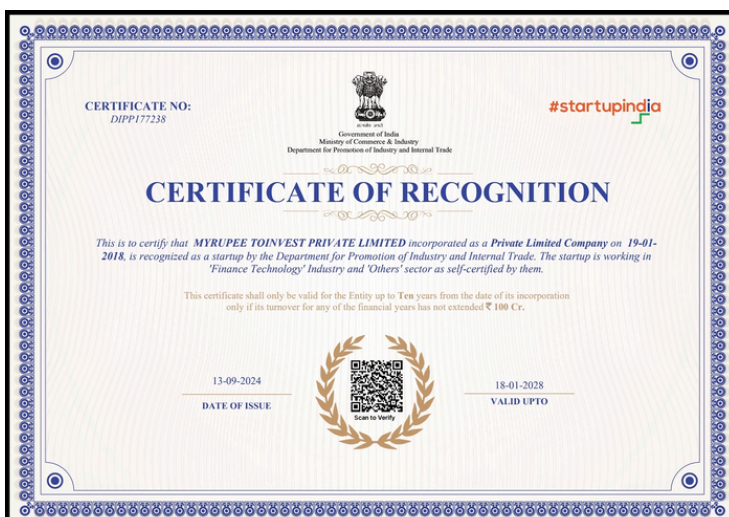 CERTIFICATE NO:
DIPP177238
#startupindia
Government of India
Ministry of Commerce & Industry
Department for Promotion of Industry and Internal Trade
CERTIFICATE OF RECOGNITION
This is to certify that MYRUPEE TOINVEST PRIVATE LIMITED incorporated as a Private Limited Company on 19-01-
2018, is recognized as a startup by the Department for Promotion of Industry and Internal Trade. The startup is working in
'Finance Technology' Industry and 'Others' sector as self-certified by them.
This certificate shall only be valid for the Entity up to Ten years from the date of its incorporation
only if its turnover for any of the financial years has not extended ₹ 100 Cr.
13-09-2024
DATE OF ISSUE
Scan to Verify
18-01-2028
VALID UPTO